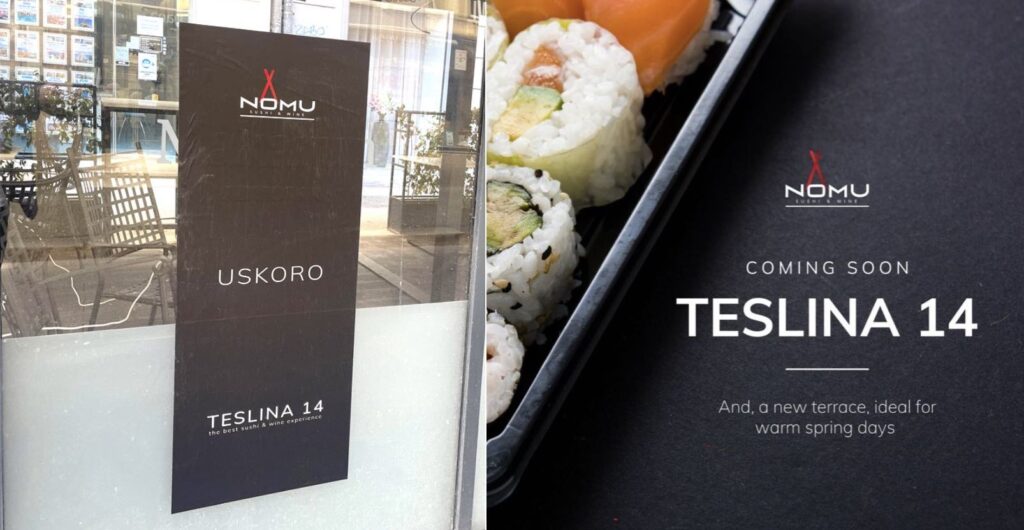 NOMU
SUSHI & WINE
USKORO
TESLINA 14
the best sushi & wine experience
NOMU
SUSHI & WINE
COMING SOON
TESLINA 14
And, a new terrace, ideal for
warm spring days